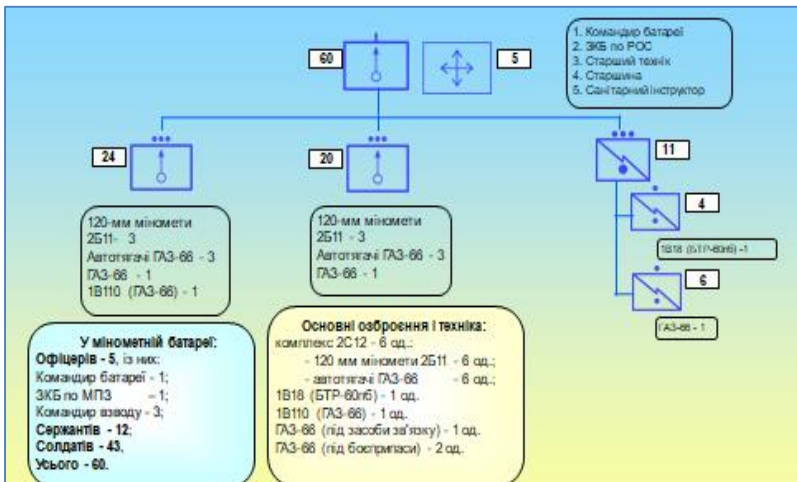 60
5
1. Командир батареї
2. ЗКБ по РОС
3. Старший технік
4. Старшина
5. Санітарний інструктор
24
20
11
4
6
120-мм міномети
2Б11- 3
Автотягачі ГАЗ-66 - 3
ГАЗ-66 - 1
1В110 (ГАЗ-66) - 1
120-мм міномети
2Б11 - 3
Автотягачі ГАЗ-66 - 3
ГАЗ-66 - 1
1В18 (БТР-60пб) -1
ГАЗ-66 - 1
У мінометній батареї:
Офіцерів - 5, із них:
Командир батареї - 1;
ЗКБ по МПЗ – 1;
Командир взводу - 3;
Сержантів - 12;
Солдатів - 43,
Усього - 60.
Основні озброєння і техніка:
комплекс 2С12 - 6 од.;
- 120 мм міномети 2Б11 - 6 од.;
- автотягачі ГАЗ-66 - 6 од.;
1В18 (БТР-60пб) - 1 од.
1В110 (ГАЗ-66) - 1 од.
ГАЗ-66 (під засоби зв'язку) - 1 од.
ГАЗ-66 (під боєприпаси) - 2 од.